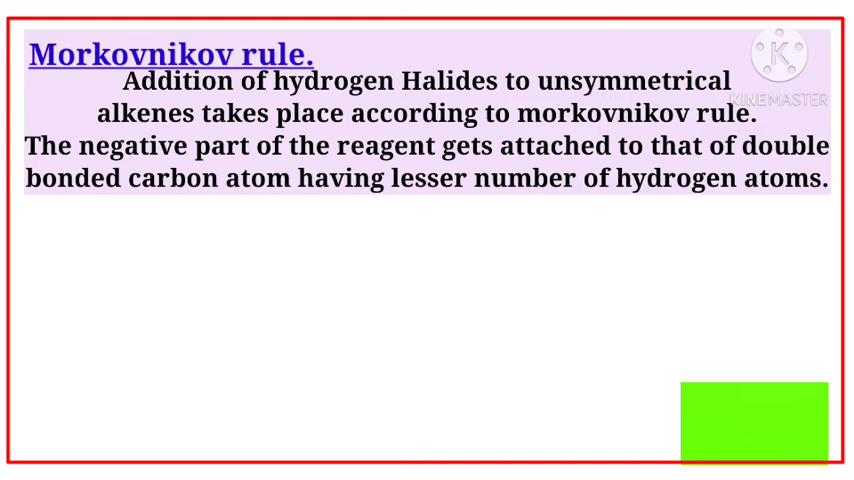 Morkovnikov rule.
Addition of hydrogen Halides to unsymmetrical
alkenes takes place according to morkovnikov rule.
The negative part of the reagent gets attached to that of double
bonded carbon atom having lesser number of hydrogen atoms.
K
KINEMASTER